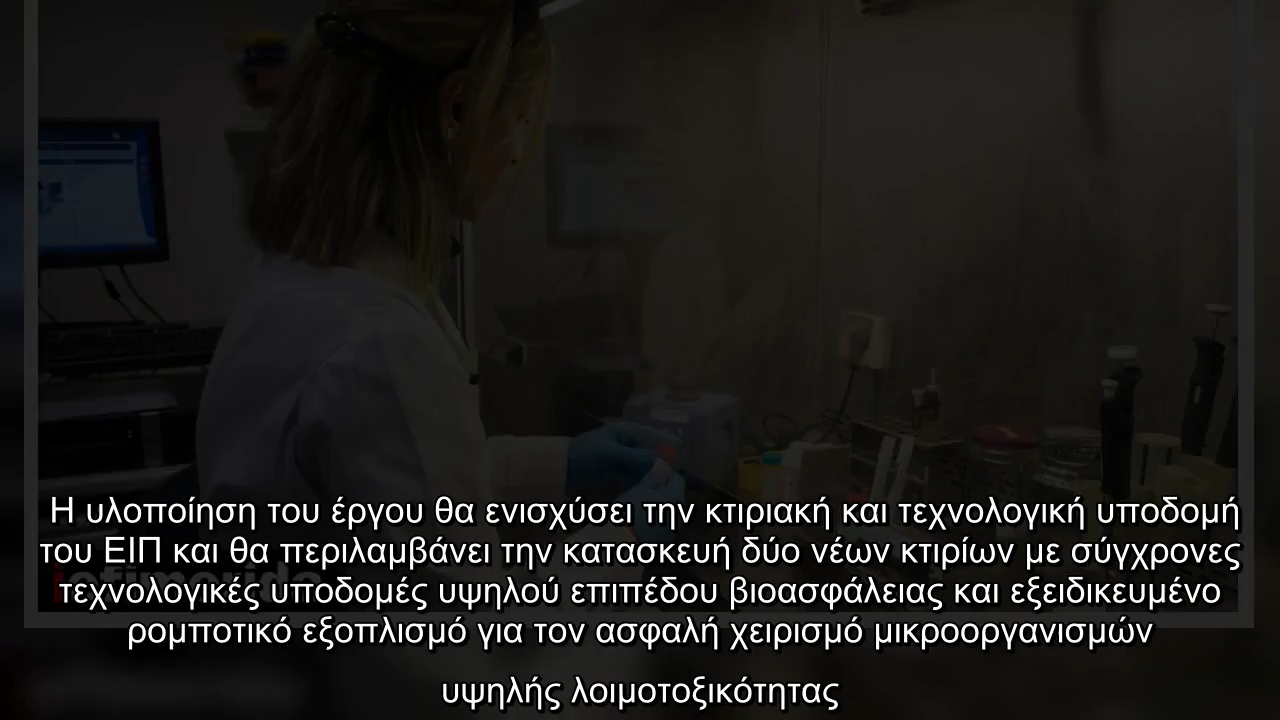 Η υλοποίηση του έργου θα ενισχύσει την κτιριακή και τεχνολογική υποδομή
του ΕΙΠ και θα περιλαμβάνει την κατασκευή δύο νέων κτιρίων με σύγχρονες
τεχνολογικές υποδομές υψηλού επιπέδου βιοασφάλειας και εξειδικευμένο
ρομποτικό εξοπλισμό για τον ασφαλή χειρισμό μικροοργανισμών
υψηλής λοιμοτοξικότητας